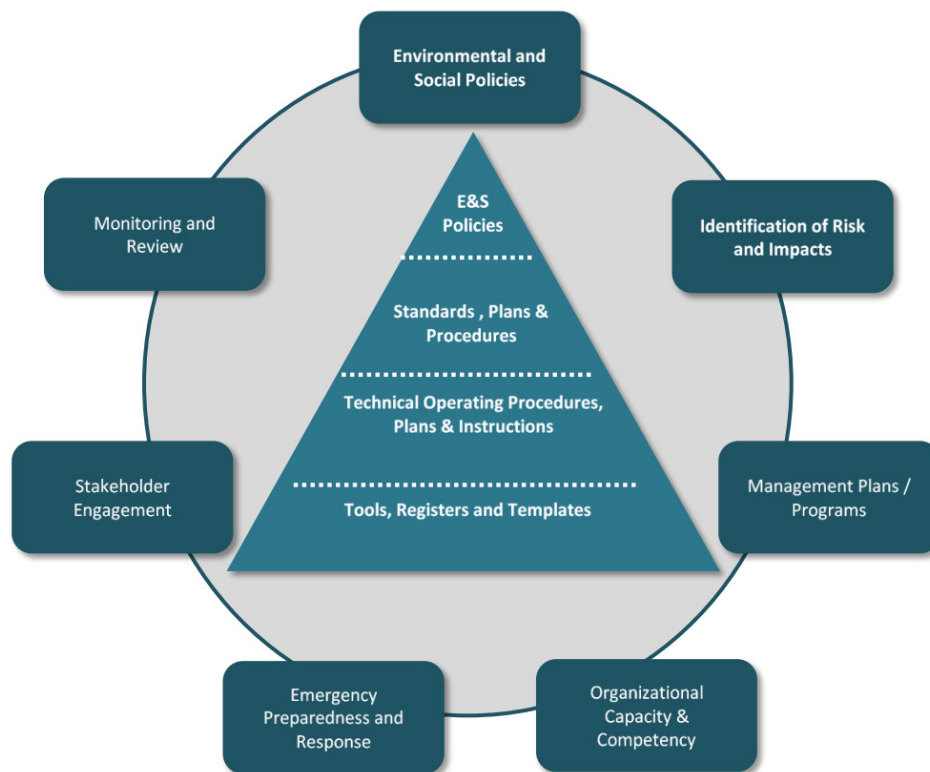 Environmental and
Social Policies
Identification of Risk
and Impacts
Management Plans /
Programs
Organizational
Capacity &
Competency
Emergency
Preparedness and
Response
Stakeholder
Engagement
Monitoring and
Review
E&S
Policies
Standards , Plans &
Procedures
Technical Operating Procedures,
Plans & Instructions
Tools, Registers and Templates